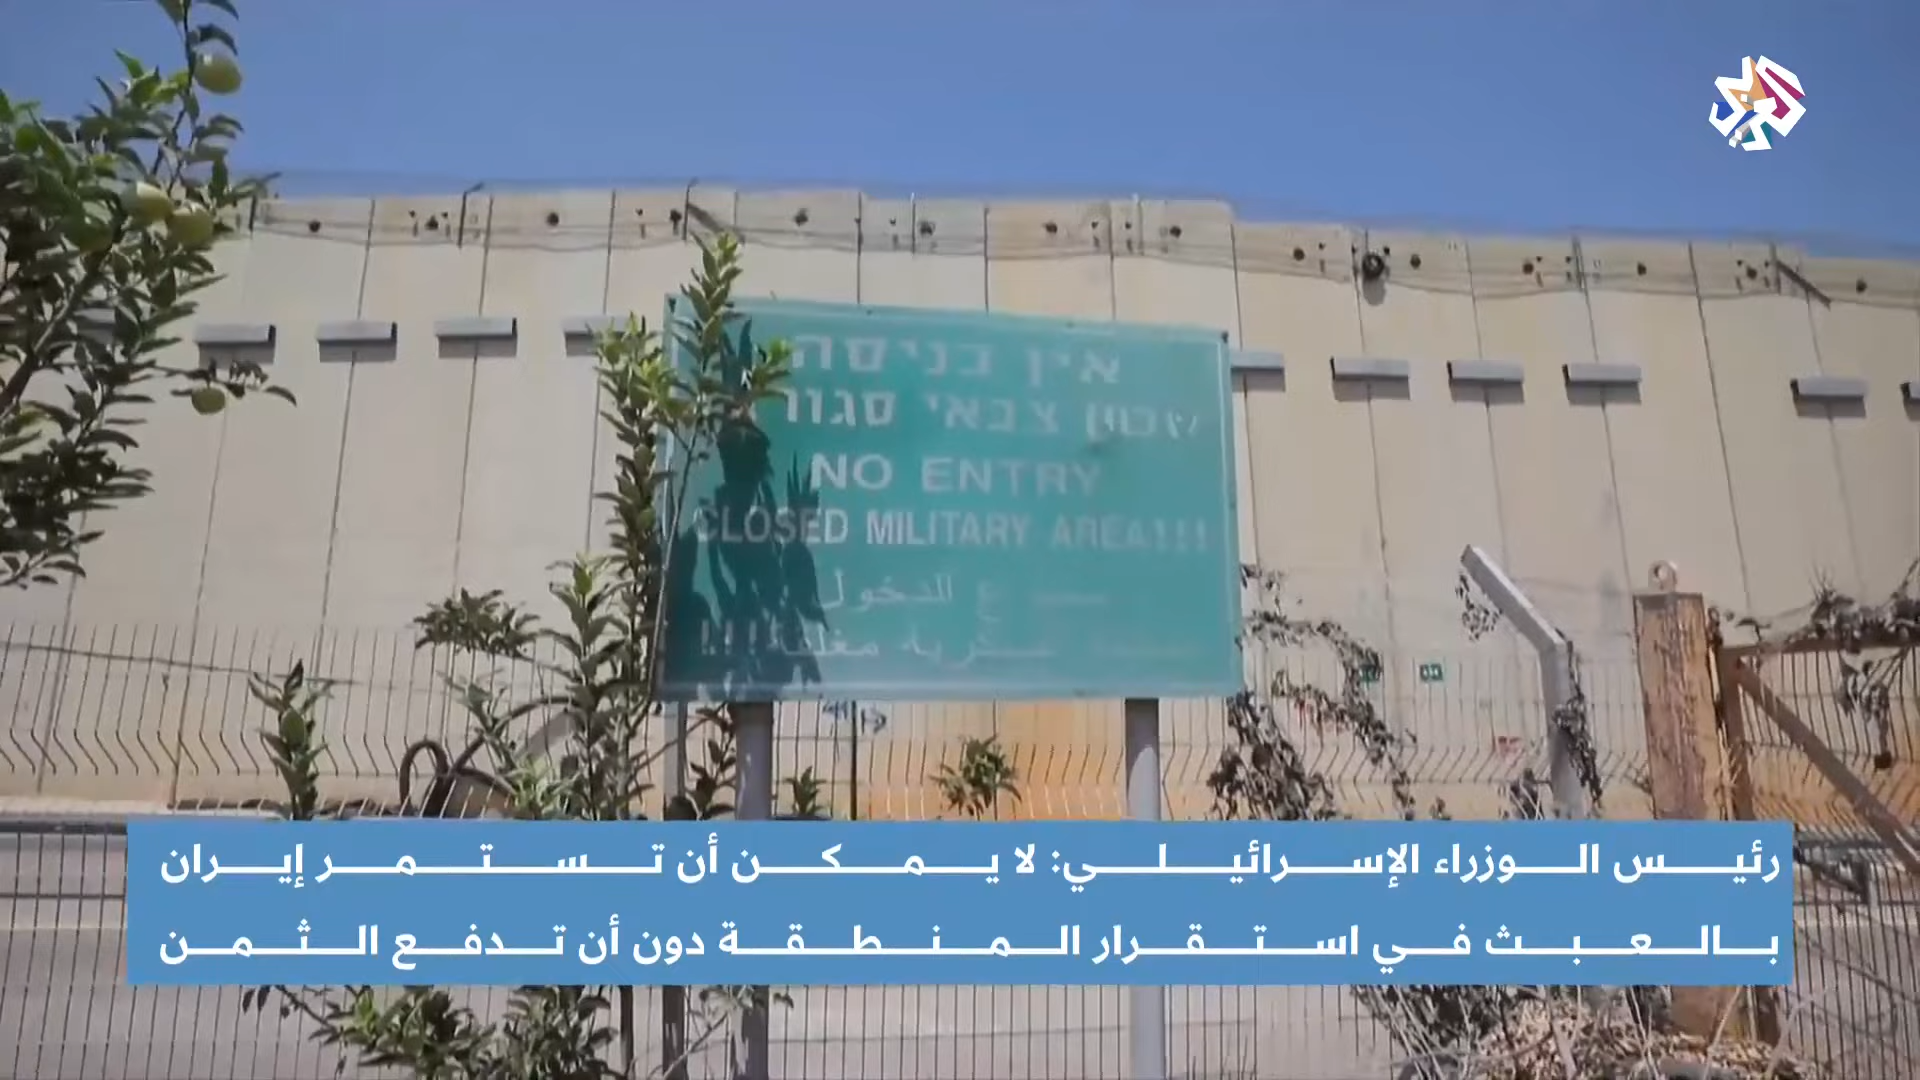 אין כניסה
שטח צבאי סגור
NO ENTRY
CLOSED MILITARY AREA!!!
الدخول
مغلقة!!!
رئيس الوزراء الإسرائيلي: لا يمكن أن تستمر إيران
بالعبث في استقرار المنطقة دون أن تدفع الثمن